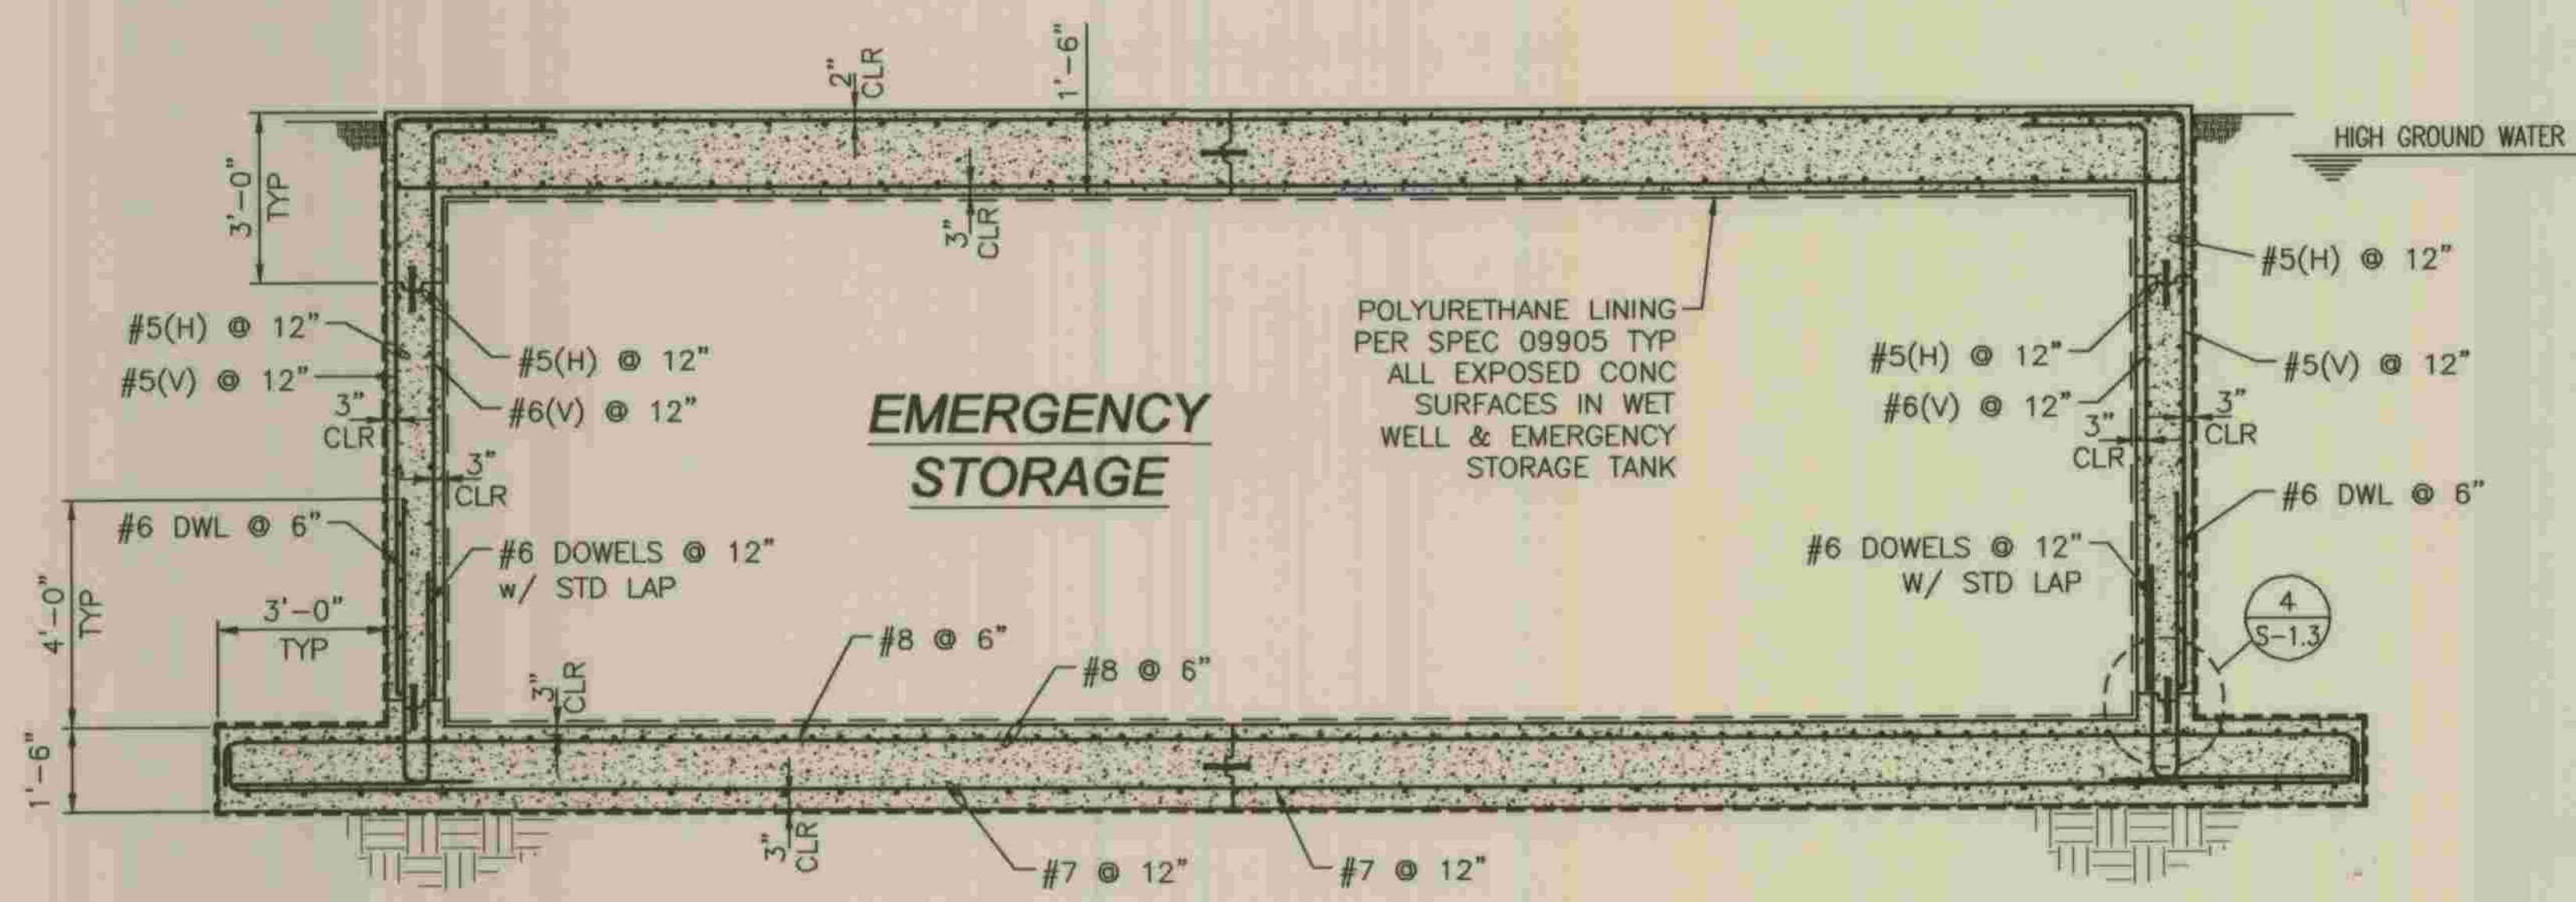 2"
CLR
1'-6"
HIGH GROUND WATER
3'-0"
TYP
3"
CLR
#5(H) @ 12"
#5(V) @ 12"
3"
CLR
#5(H) @ 12"
#6(V) @ 12"
3"
CLR
EMERGENCY
STORAGE
POLYURETHANE LINING
PER SPEC 09905 TYP
ALL EXPOSED CONC
SURFACES IN WET
WELL & EMERGENCY
STORAGE TANK
#5(H) @ 12"
#5(H) @ 12"
#6(V) @ 12"
#5(V) @ 12"
3"
CLR
3"
CLR
#6 DWL @ 6"
#6 DOWELS @ 12"
w/ STD LAP
#6 DOWELS @ 12"
W/ STD LAP
#6 DWL @ 6"
4
S-1.3
4'-0"
TYP
3'-0"
TYP
3"
CLR
#8 @ 6"
#8 @ 6"
1'-6"
3"
CLR
#7 @ 12"
#7 @ 12"